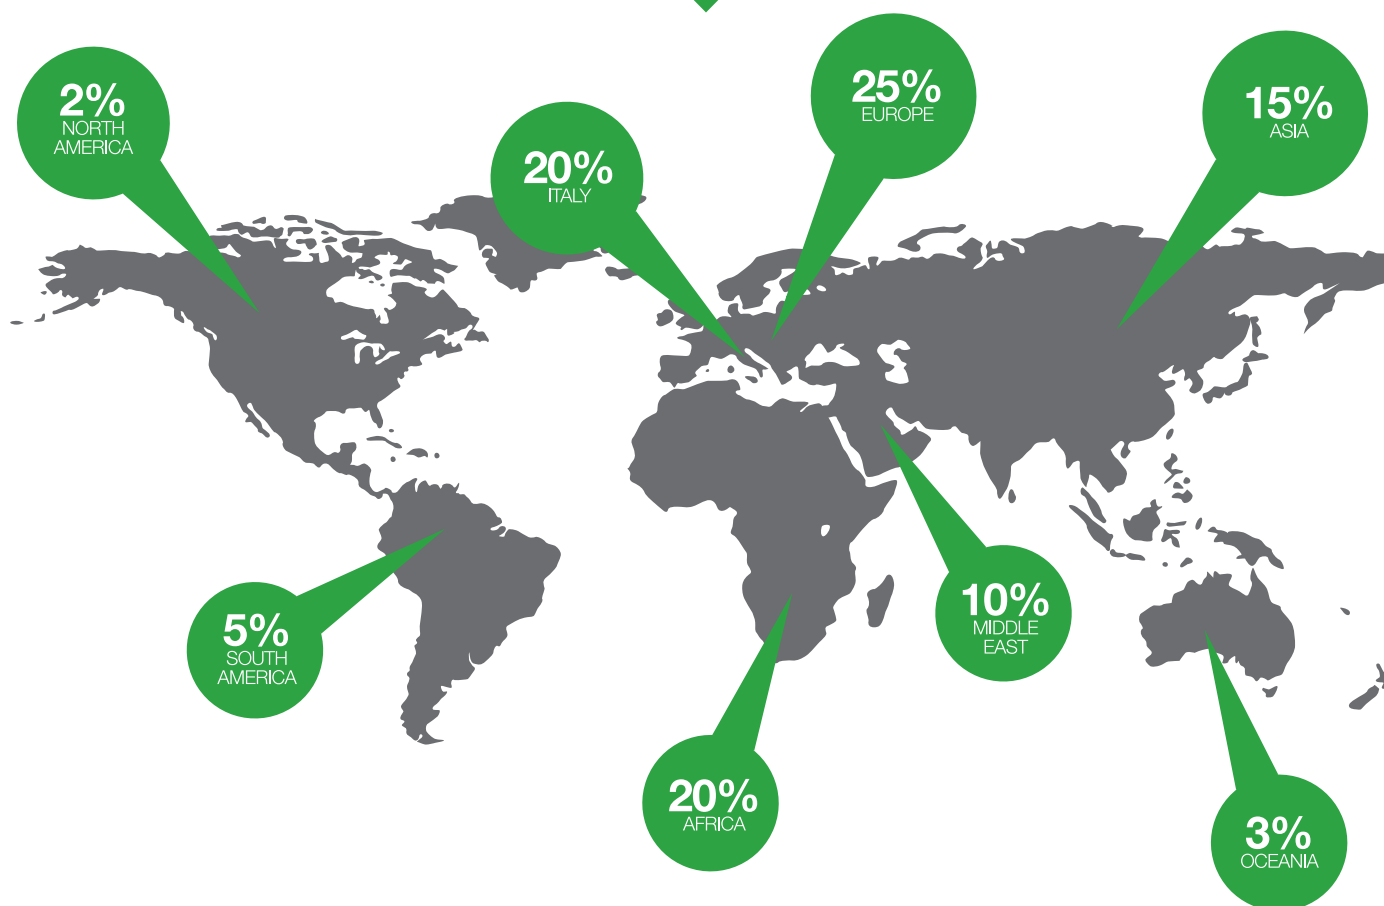 2%
NORTH
AMERICA
20%
ITALY
25%
EUROPE
15%
ASIA
5%
SOUTH
AMERICA
20%
AFRICA
10%
MIDDLE
EAST
3%
OCEANIA